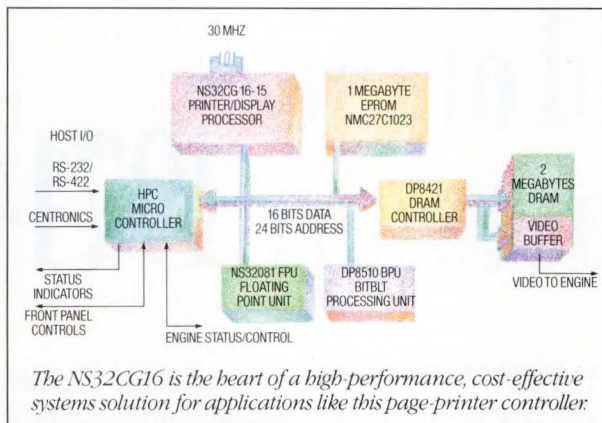 30 MHZ
NS32CG 16-15
PRINTER/DISPLAY
PROCESSOR
1 MEGABYTE
EPROM
NMC27C1023
HOST I/O
RS-232/
RS-422
CENTRONICS
HPC
MICRO
CONTROLLER
16 BITS DATA
24 BITS ADDRESS
DP8421
DRAM
CONTROLLER
2
MEGABYTES
DRAM
VIDEO
BUFFER
STATUS
INDICATORS
FRONT PANEL
CONTROLS
ENGINE STATUS/CONTROL
NS32081 FPU
FLOATING
POINT UNIT
DP8510 BPU
BITBLT
PROCESSING UNIT
VIDEO TO ENGINE
The NS32CG16 is the heart of a high-performance, cost-effective
systems solution for applications like this page-printer controller.